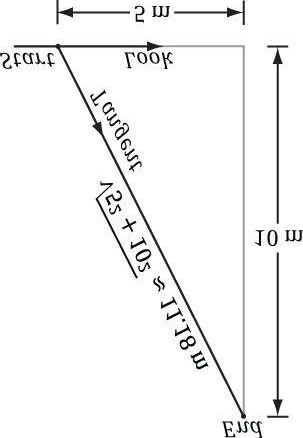 5 m
Start
Look
Tangent
√5² + 10² ≈ 11.18 m
10 m
End